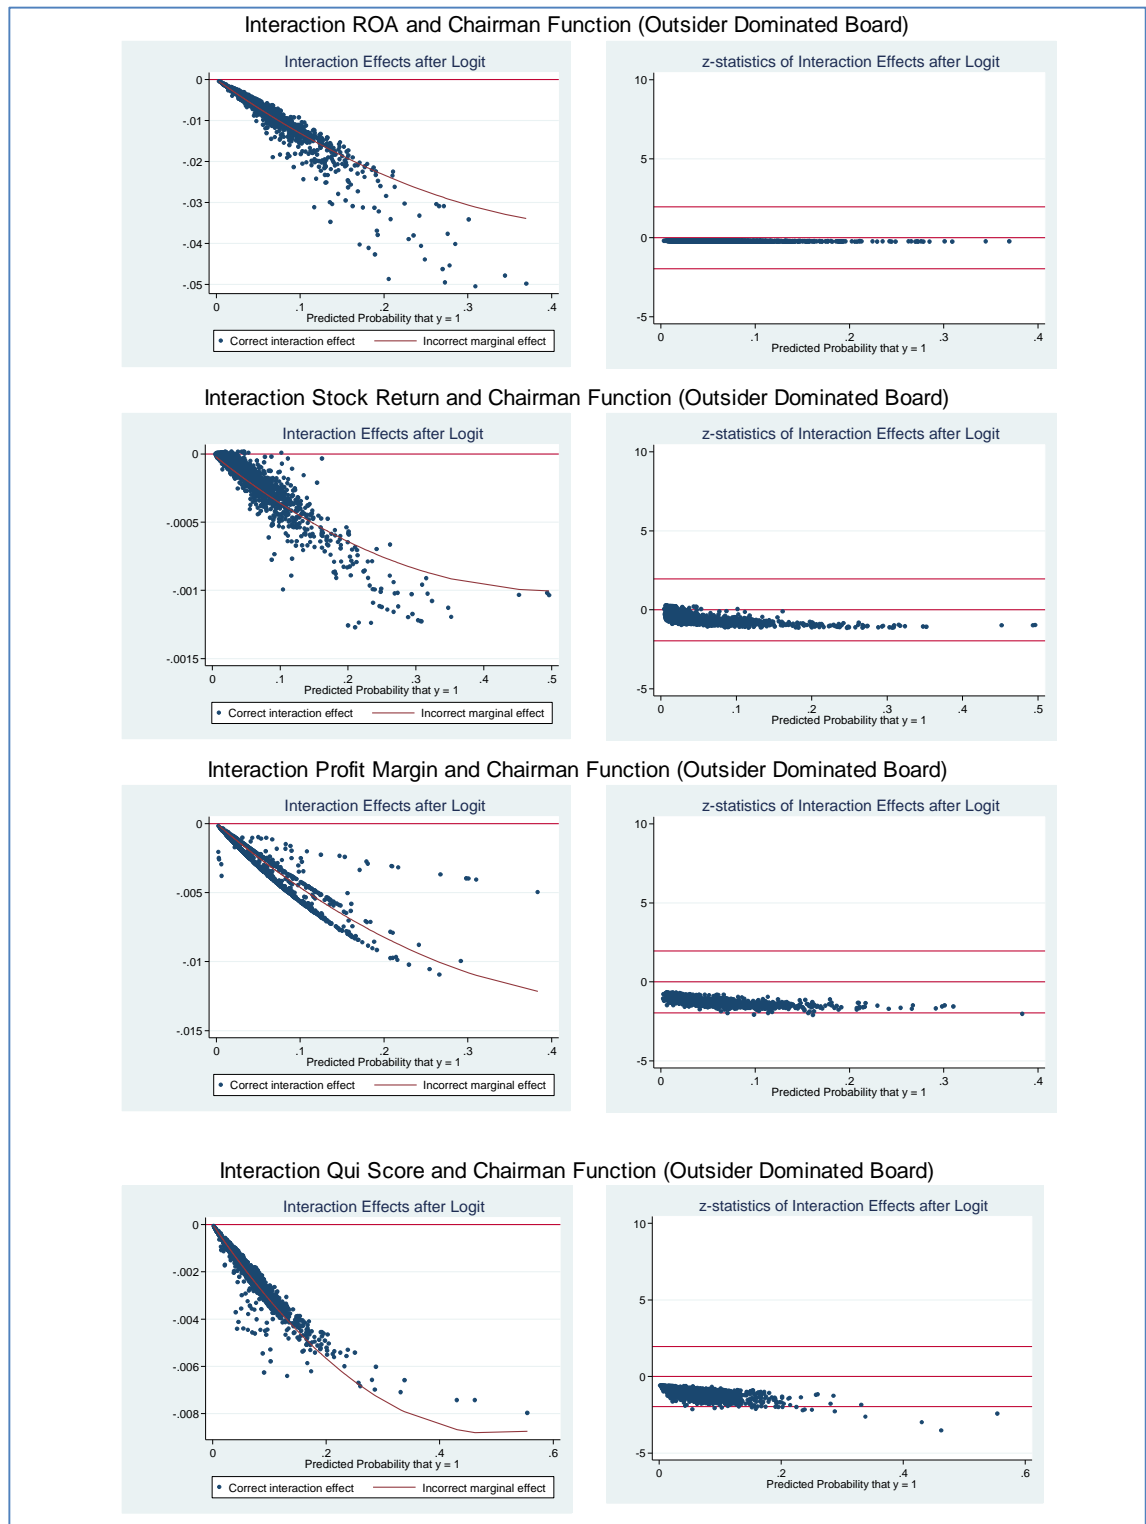 Interaction ROA and Chairman Function (Outsider Dominated Board)
Interaction Effects after Logit
0
-.01
-.02
-.03
-.04
-.05
0 .1 .2 .3 .4
Predicted Probability that y = 1
Correct interaction effect Incorrect marginal effect
z-statistics of Interaction Effects after Logit
10
5
0
-5
0 .1 .2 .3 .4
Predicted Probability that y = 1
Interaction Stock Return and Chairman Function (Outsider Dominated Board)
Interaction Effects after Logit
0
-.0005
-.001
-.0015
0 .1 .2 .3 .4 .5
Predicted Probability that y = 1
Correct interaction effect Incorrect marginal effect
z-statistics of Interaction Effects after Logit
10
5
0
-5
0 .1 .2 .3 .4 .5
Predicted Probability that y = 1
Interaction Profit Margin and Chairman Function (Outsider Dominated Board)
Interaction Effects after Logit
0
-.005
-.01
-.015
0 .1 .2 .3 .4
Predicted Probability that y = 1
Correct interaction effect Incorrect marginal effect
z-statistics of Interaction Effects after Logit
10
5
0
-5
0 .1 .2 .3 .4
Predicted Probability that y = 1
Interaction Qui Score and Chairman Function (Outsider Dominated Board)
Interaction Effects after Logit
0
-.002
-.004
-.006
-.008
0 .2 .4 .6
Predicted Probability that y = 1
Correct interaction effect Incorrect marginal effect
z-statistics of Interaction Effects after Logit
10
5
0
-5
0 .2 .4 .6
Predicted Probability that y = 1